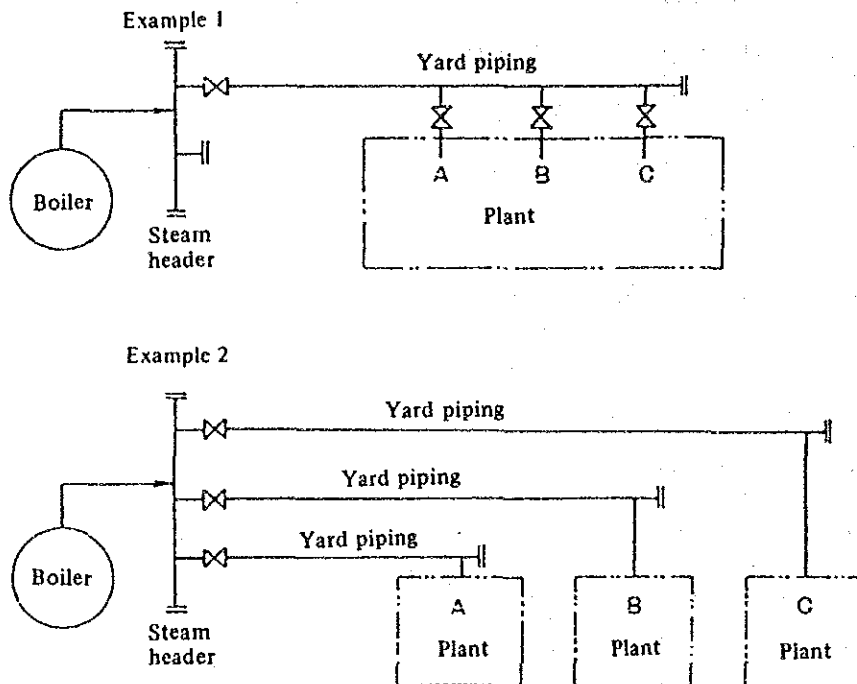 Example 1
Yard piping
A B C
Boiler
Plant
Steam
header
Example 2
Yard piping
Yard piping
Yard piping
Boiler
A B C
Steam
header
Plant Plant Plant